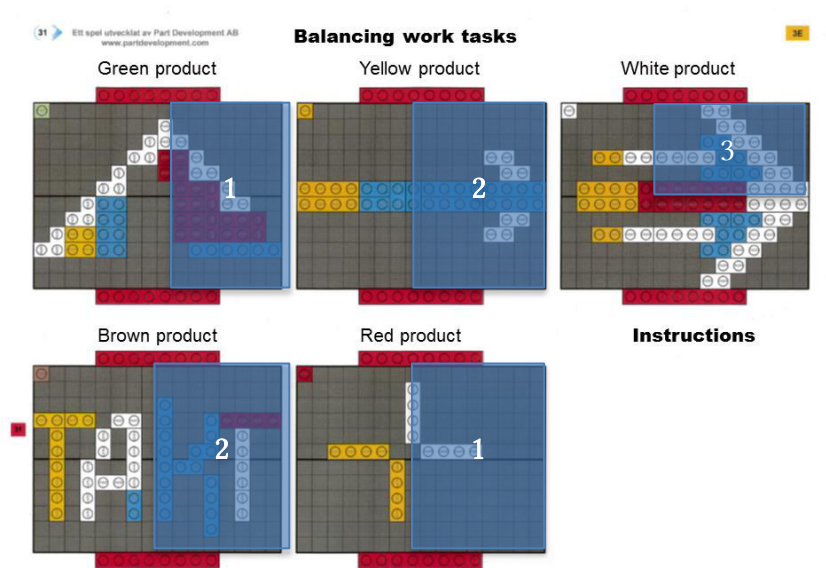 31 Ett spel utvecklat av Part Development AB
www.partdevelopment.com
Balancing work tasks
3E
Green product
Yellow product
White product
1
2
3
Brown product
Red product
Instructions
2
1